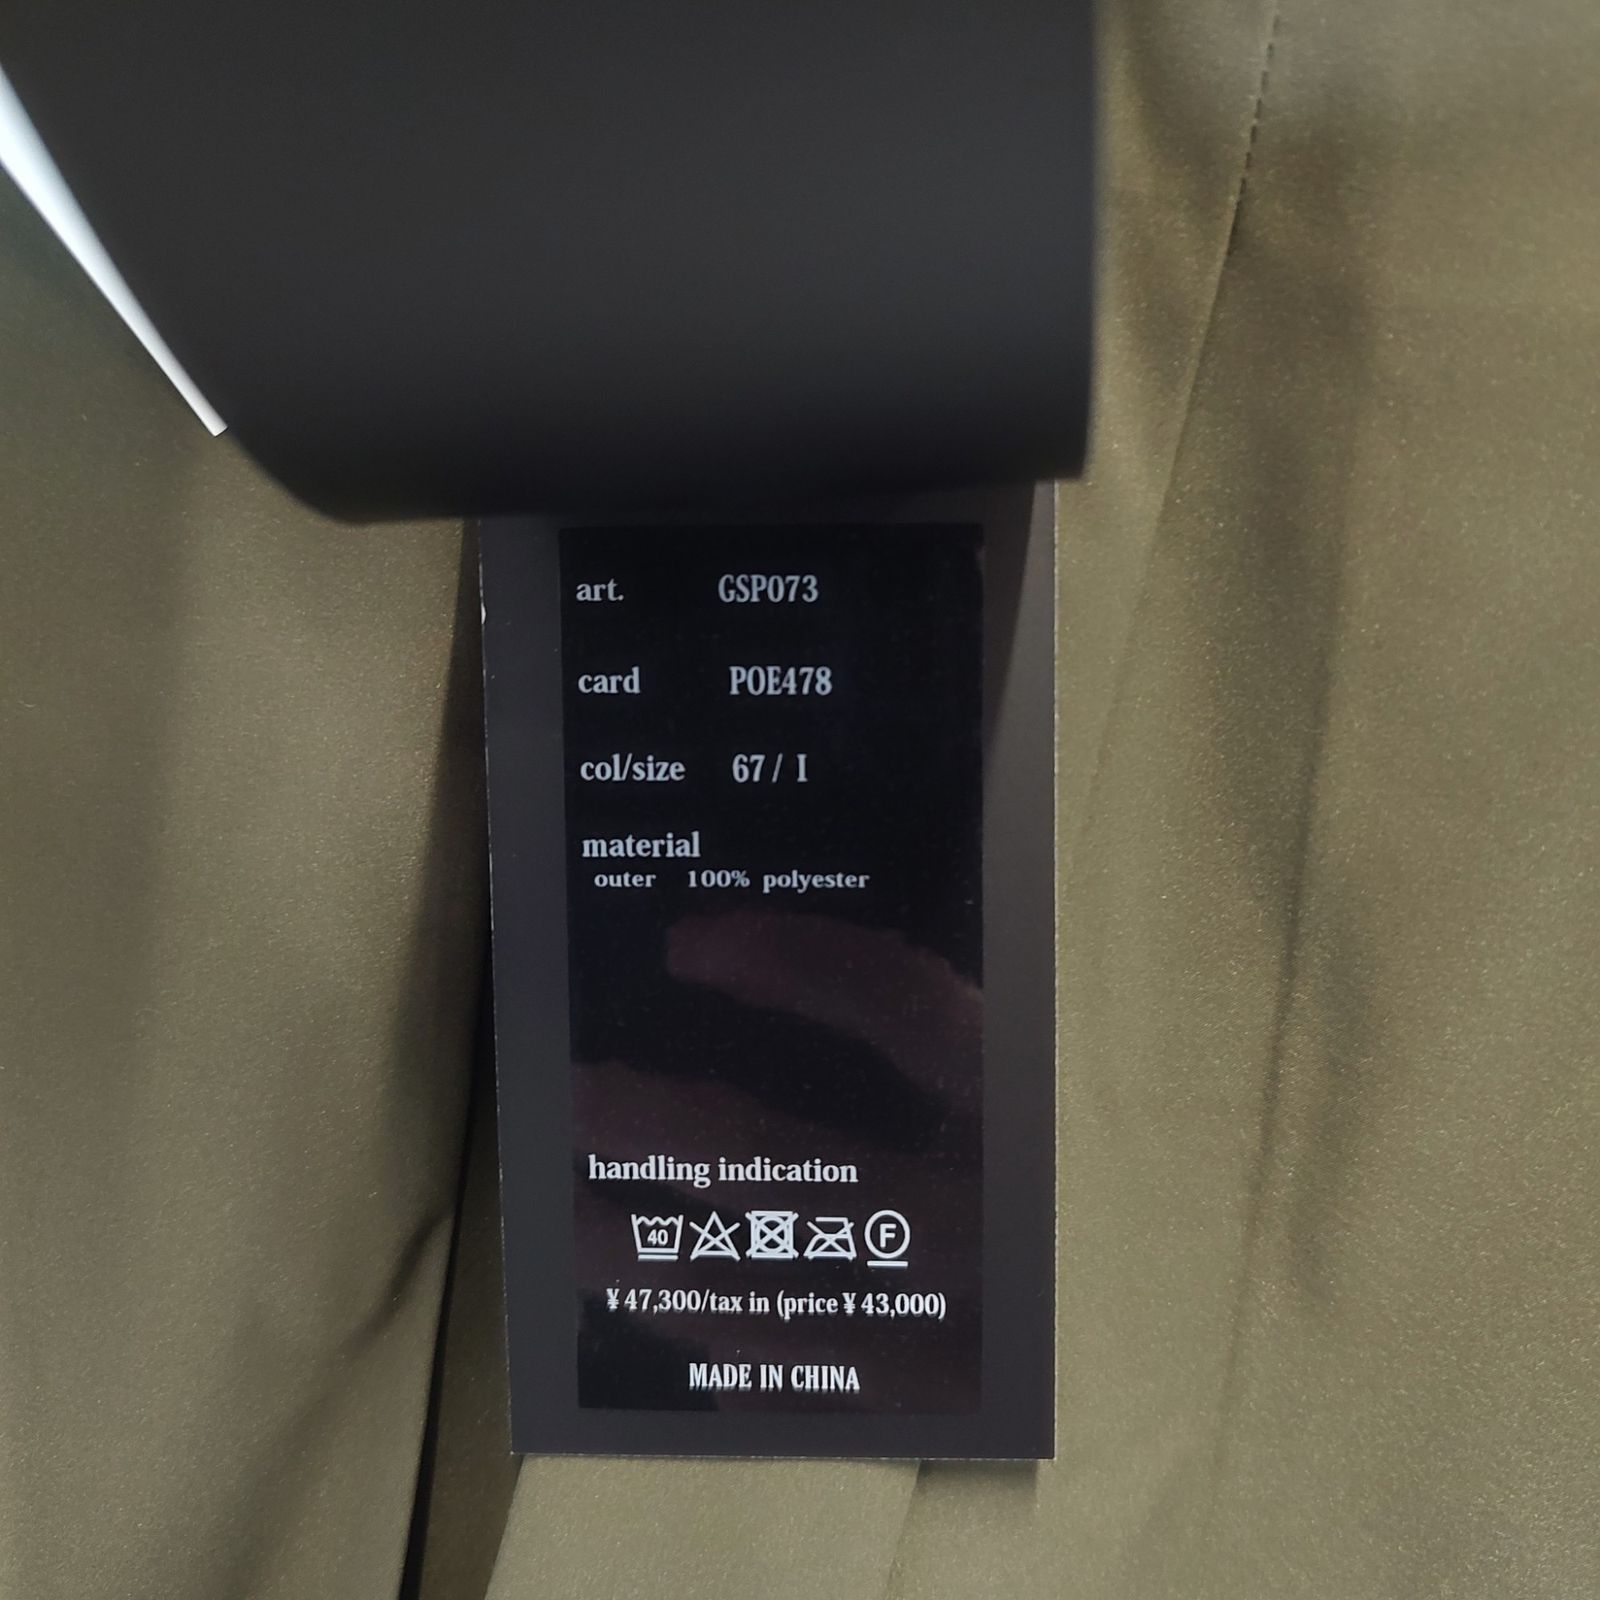 art. GSP073
card POE478
col/size 67 / I
material
outer 100% polyester
handling indication
40 F
¥ 47,300/tax in (price ¥ 43,000)
MADE IN CHINA